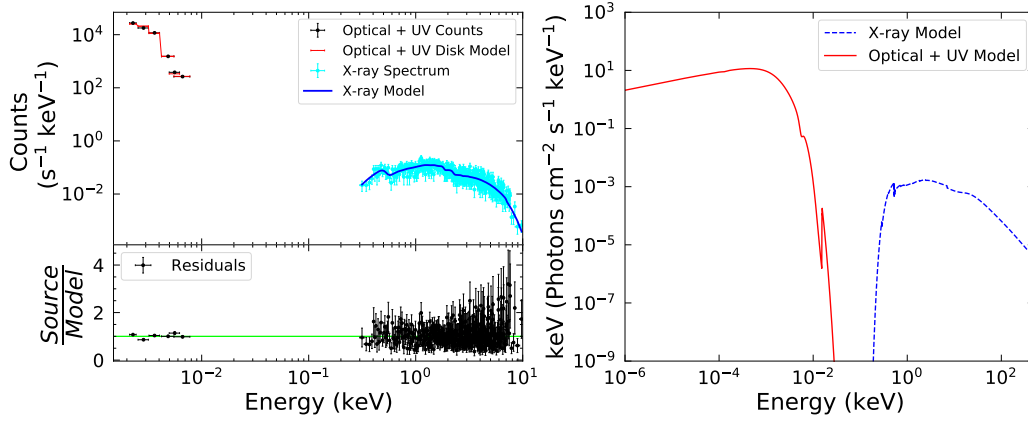 Counts
(s⁻¹ keV⁻¹)
10⁴
10²
10⁰
10⁻²
Optical + UV Counts
Optical + UV Disk Model
X-ray Spectrum
X-ray Model
Source
Model
4
2
0
Residuals
10⁻²
10⁻¹
10⁰
10¹
Energy (keV)
keV (Photons cm⁻² s⁻¹ keV⁻¹)
10³
10¹
10⁻¹
10⁻³
10⁻⁵
10⁻⁷
10⁻⁹
X-ray Model
Optical + UV Model
10⁻⁶
10⁻⁴
10⁻²
10⁰
10²
Energy (keV)